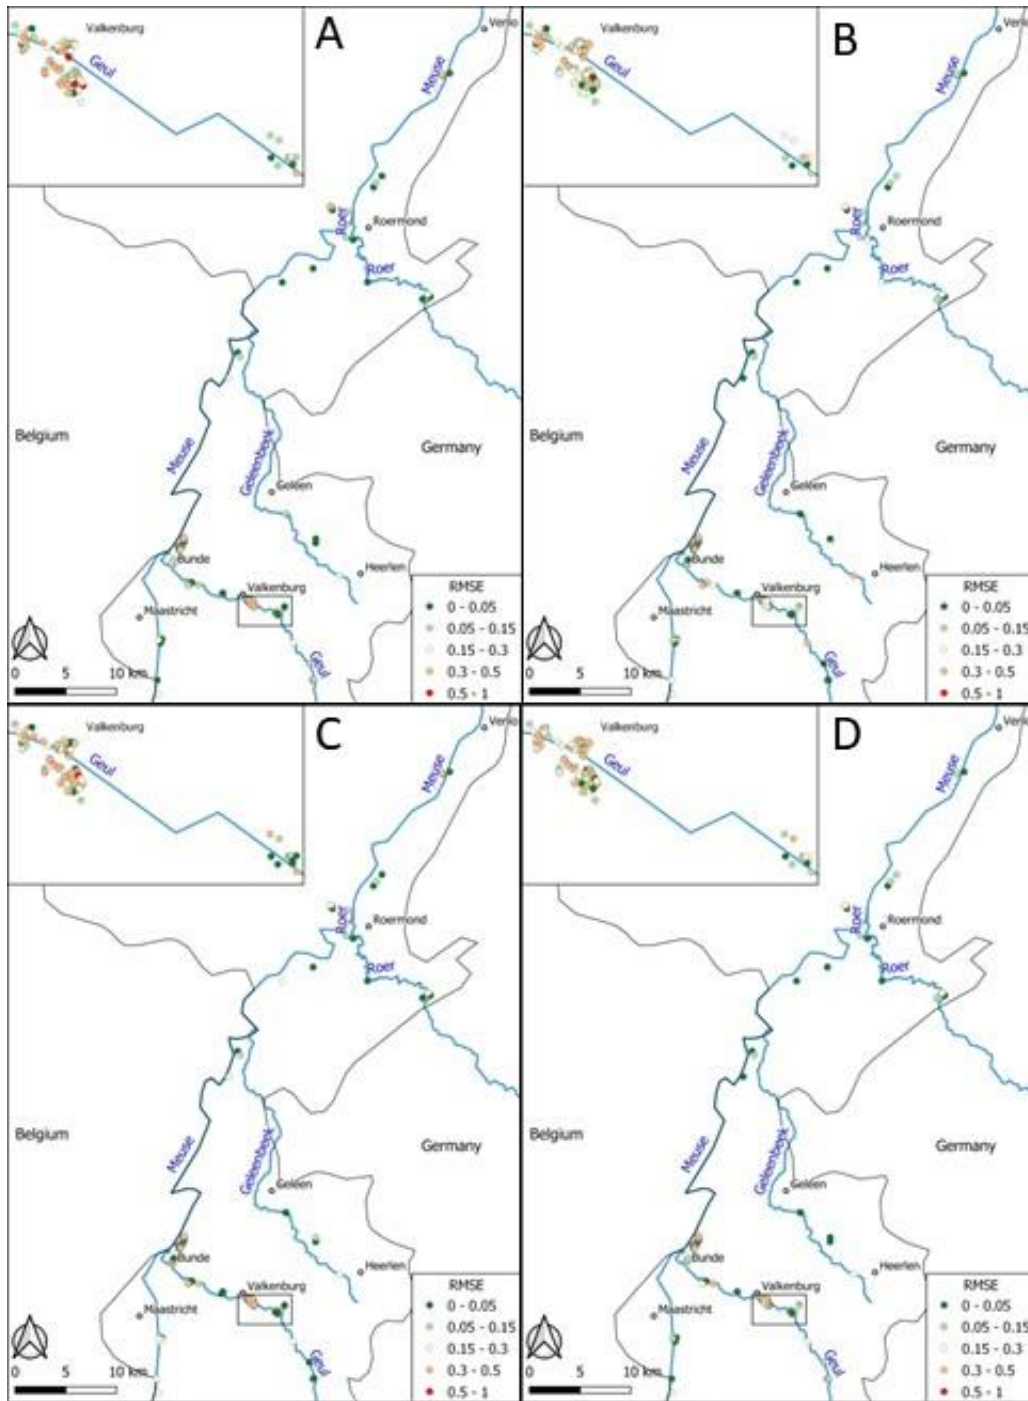 A
Valkenburg
Geul
Venlo
Meuse
Roer
Roermond
Roer
Belgium
Meuse
Geleenbeek
Germany
Geleen
Bunde
Heerlen
Valkenburg
Maastricht
Geul
0 5 10 km
RMSE
0 - 0.05
0.05 - 0.15
0.15 - 0.3
0.3 - 0.5
0.5 - 1
B
Valkenburg
Geul
Venlo
Meuse
Roer
Roermond
Roer
Belgium
Meuse
Geleenbeek
Germany
Geleen
Bunde
Heerlen
Valkenburg
Maastricht
Geul
0 5 10 km
RMSE
0 - 0.05
0.05 - 0.15
0.15 - 0.3
0.3 - 0.5
0.5 - 1
C
Valkenburg
Geul
Venlo
Meuse
Roer
Roermond
Roer
Belgium
Meuse
Geleenbeek
Germany
Geleen
Bunde
Heerlen
Valkenburg
Maastricht
Geul
0 5 10 km
RMSE
0 - 0.05
0.05 - 0.15
0.15 - 0.3
0.3 - 0.5
0.5 - 1
D
Valkenburg
Geul
Venlo
Meuse
Roer
Roermond
Roer
Belgium
Meuse
Geleenbeek
Germany
Geleen
Bunde
Heerlen
Valkenburg
Maastricht
Geul
0 5 10 km
RMSE
0 - 0.05
0.05 - 0.15
0.15 - 0.3
0.3 - 0.5
0.5 - 1